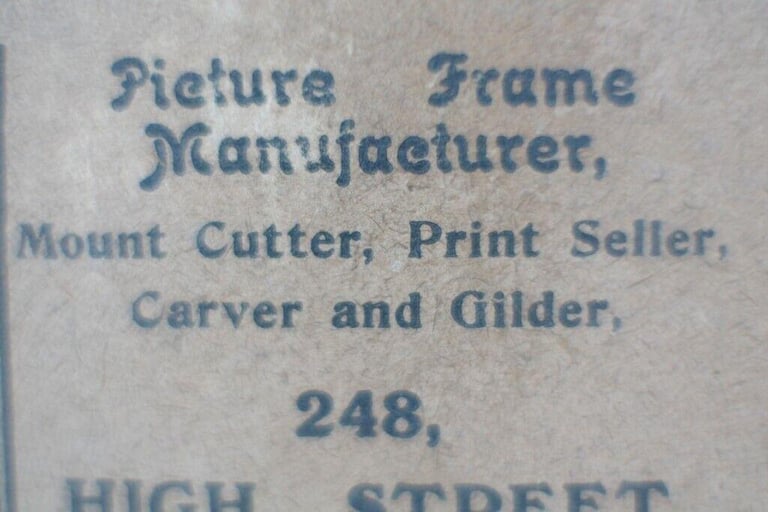 Picture Frame
Manufacturer,
Mount Cutter, Print Seller,
Carver and Gilder,
248,
HIGH STREET